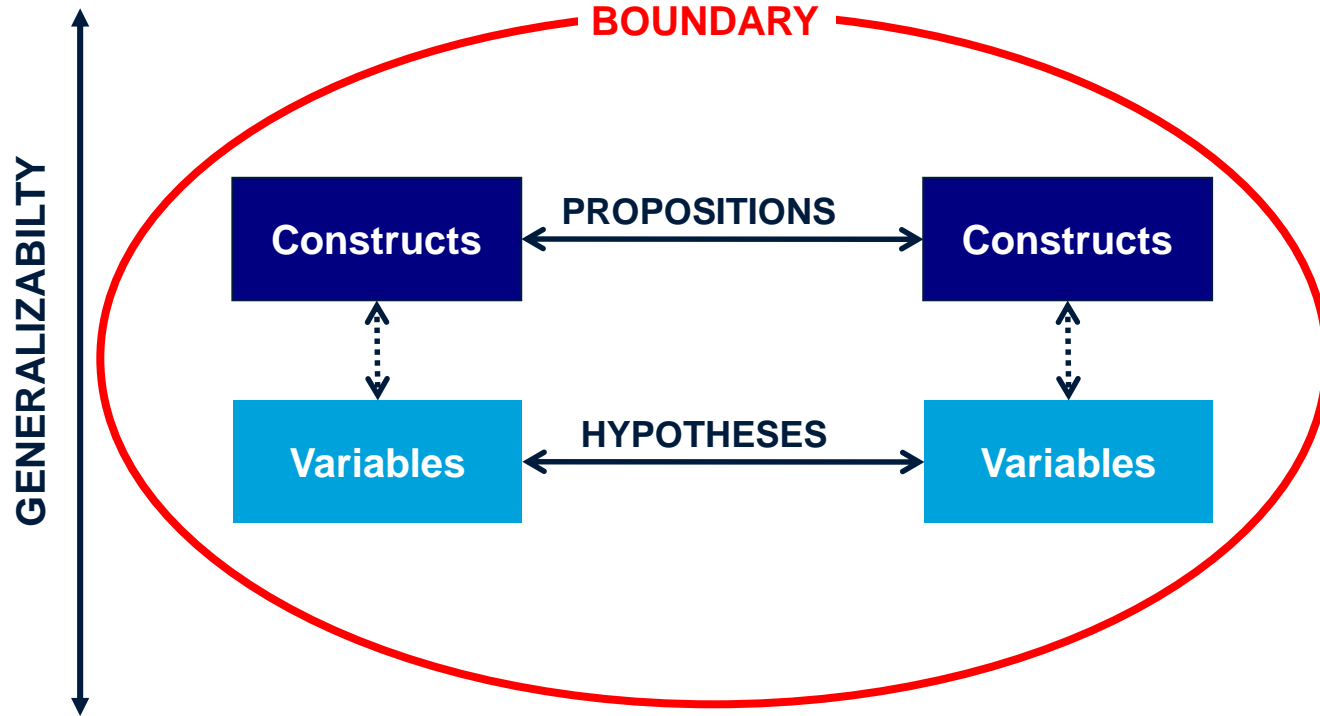 BOUNDARY
GENERALIZABILTY
Constructs
PROPOSITIONS
Constructs
Variables
HYPOTHESES
Variables